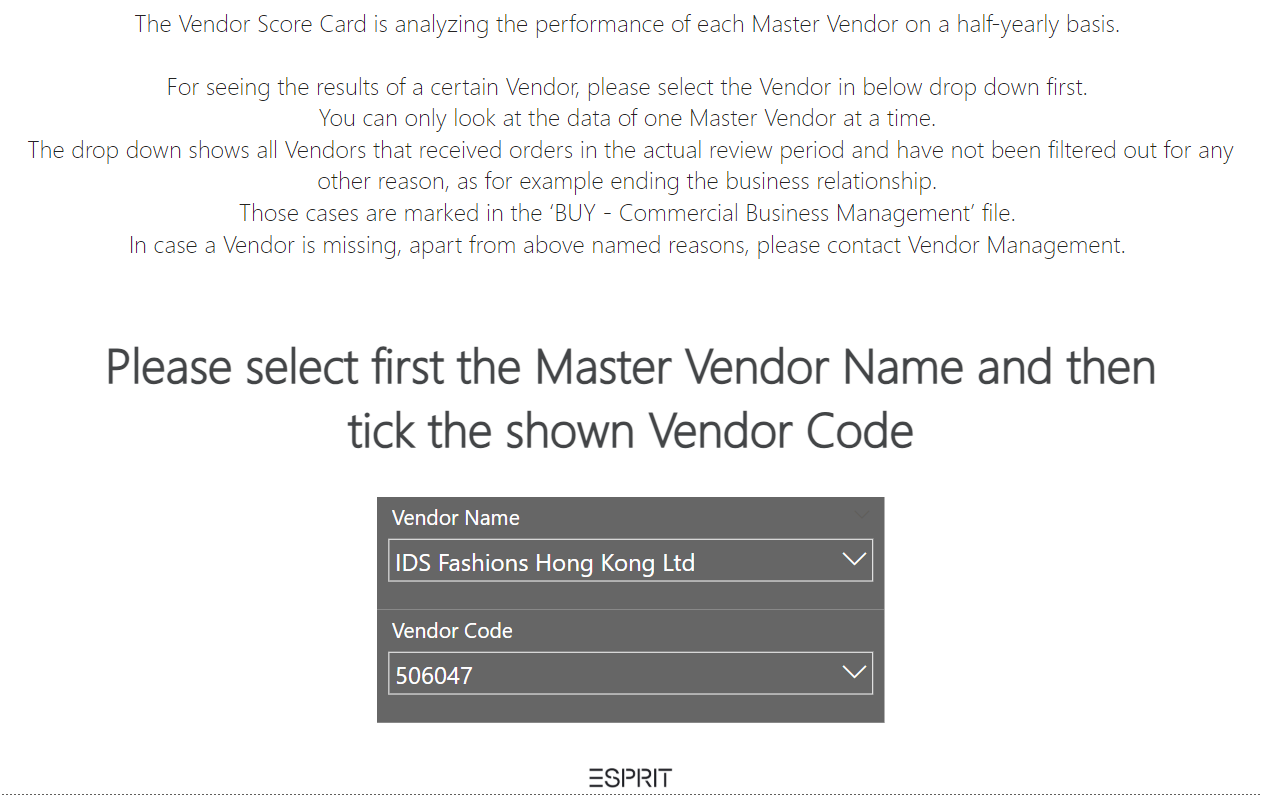 The Vendor Score Card is analyzing the performance of each Master Vendor on a half-yearly basis.
For seeing the results of a certain Vendor, please select the Vendor in below drop down first.
You can only look at the data of one Master Vendor at a time.
The drop down shows all Vendors that received orders in the actual review period and have not been filtered out for any
other reason, as for example ending the business relationship.
Those cases are marked in the ‘BUY - Commercial Business Management’ file.
In case a Vendor is missing, apart from above named reasons, please contact Vendor Management.
Please select first the Master Vendor Name and then
tick the shown Vendor Code
Vendor Name
IDS Fashions Hong Kong Ltd
Vendor Code
506047
ESPRIT